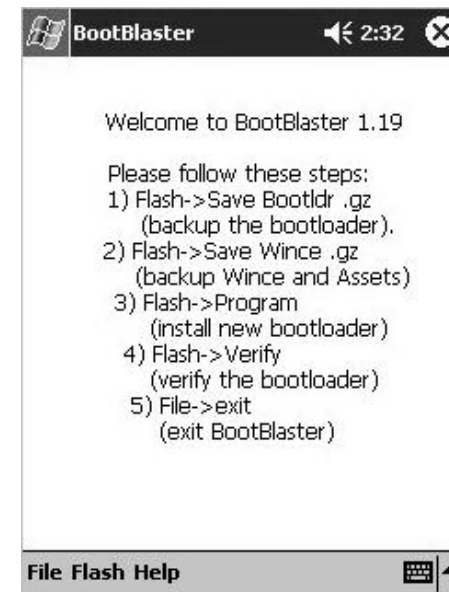 BootBlaster 2:32
Welcome to BootBlaster 1.19
Please follow these steps:
1) Flash->Save Bootldr .gz
(backup the bootloader).
2) Flash->Save Wince .gz
(backup Wince and Assets)
3) Flash->Program
(install new bootloader)
4) Flash->Verify
(verify the bootloader)
5) File->exit
(exit BootBlaster)
File Flash Help